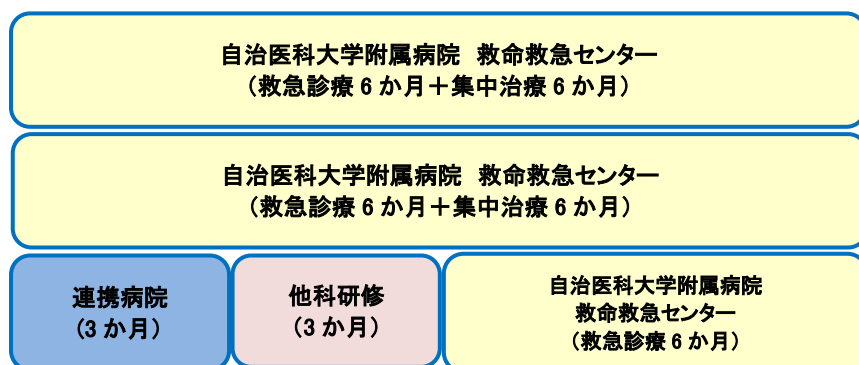 自治医科大学附属病院 救命救急センター
（救急診療 6 か月＋集中治療 6 か月）
自治医科大学附属病院 救命救急センター
（救急診療 6 か月＋集中治療 6 か月）
連携病院
（3 か月）
他科研修
（3 か月）
自治医科大学附属病院
救命救急センター
（救急診療 6 か月）